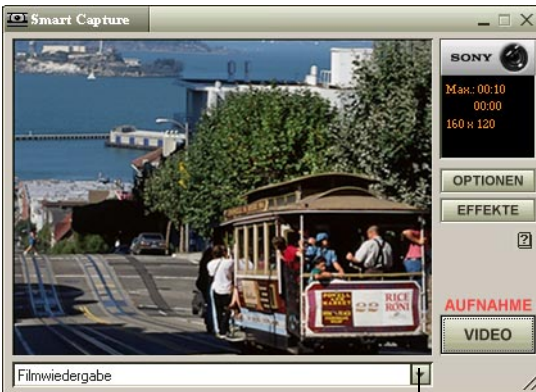 Smart Capture
SONY
Max.: 00:10
00:00
160 x 120
OPTIONEN
EFFEKTE
?
AUFNAHME
VIDEO
RICE
RONI
Filmwiedergabe